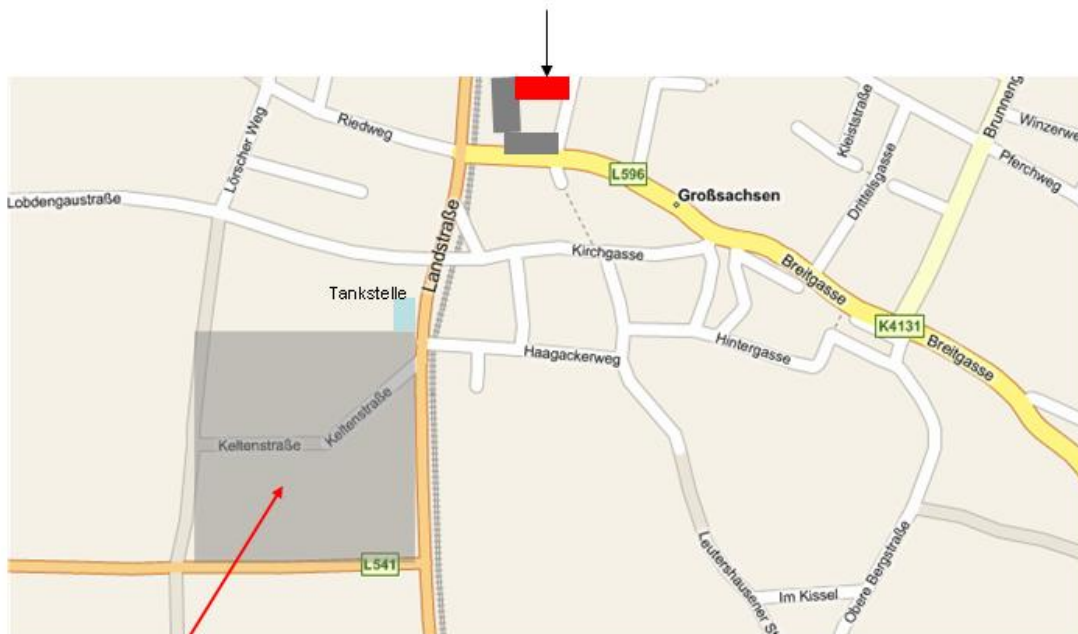 Riedweg
Lörscher Weg
Lobdengaustraße
Landstraße
Tankstelle
L596
Großsachsen
Kirchgasse
Haagackerweg
Hintergasse
Breitgasse
Breitgasse
K4131
Kleiststraße
Drittelsgasse
Brunneng
Winzerwe
Pferchweg
Keltenstraße
Keltenstraße
L541
Leutershausener St
Im Kissel
Obere Bergstraße